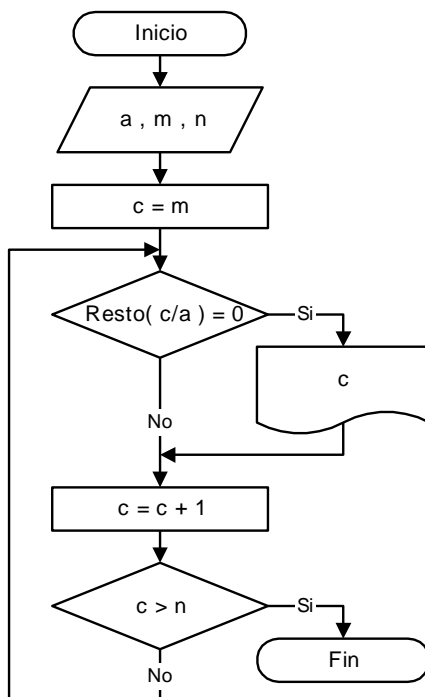 Inicio
a , m , n
c = m
Resto( c/a ) = 0
Si
c
No
c = c + 1
c > n
Si
Fin
No